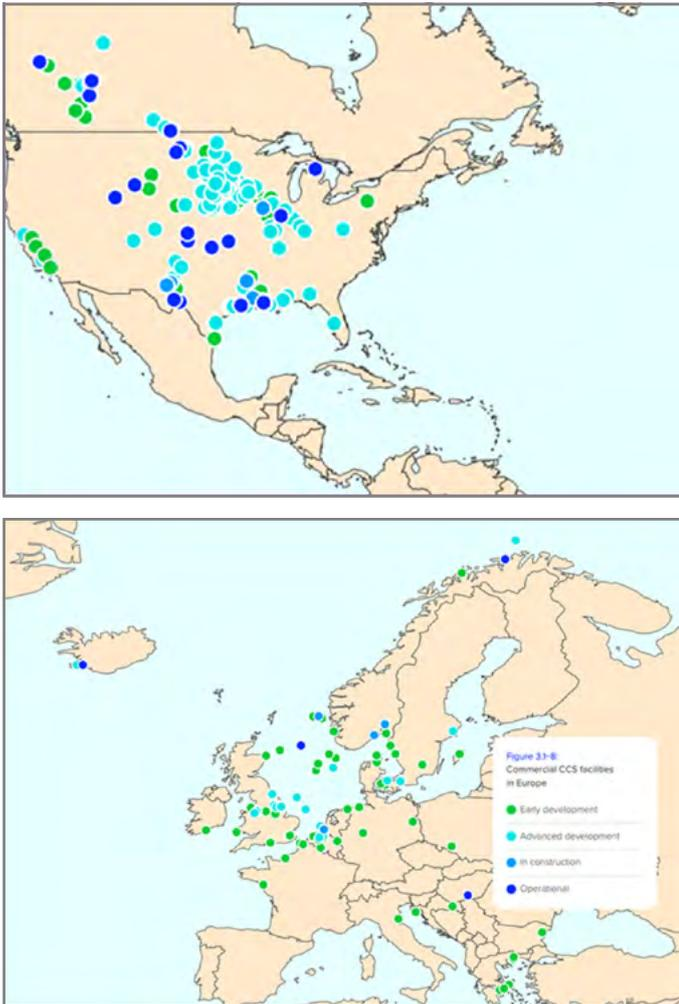 Figure 3.1-8:
Commercial CCS facilities
in Europe
Early development
Advanced development
In construction
Operational